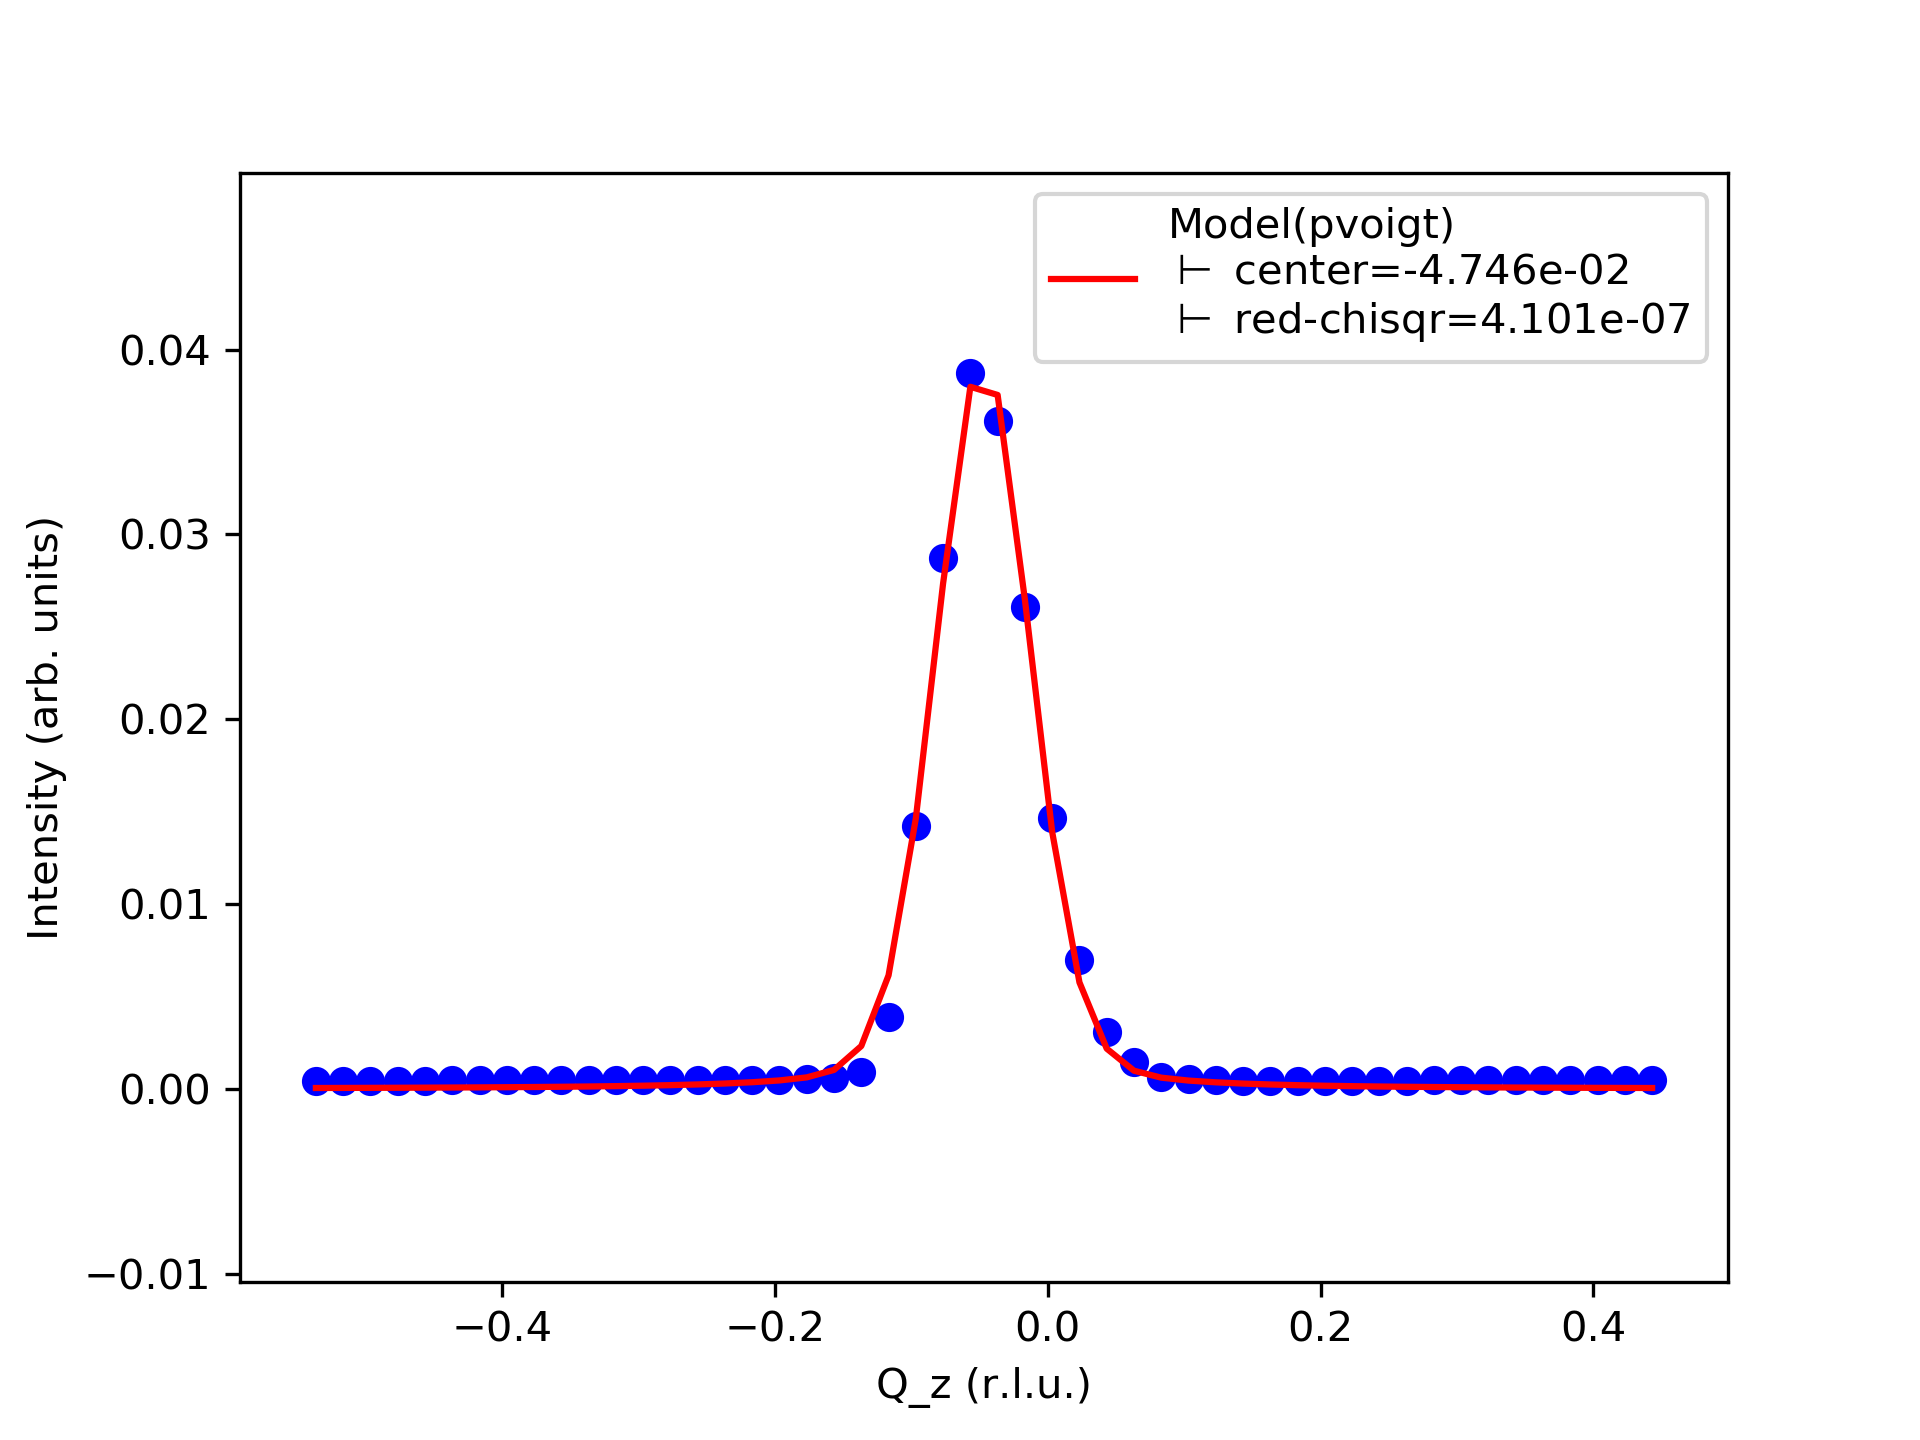 Model(pvoigt)
⊢ center=-4.746e-02
⊢ red-chisqr=4.101e-07
0.04
0.03
0.02
0.01
0.00
−0.01
Intensity (arb. units)
−0.4 −0.2 0.0 0.2 0.4
Q_z (r.l.u.)